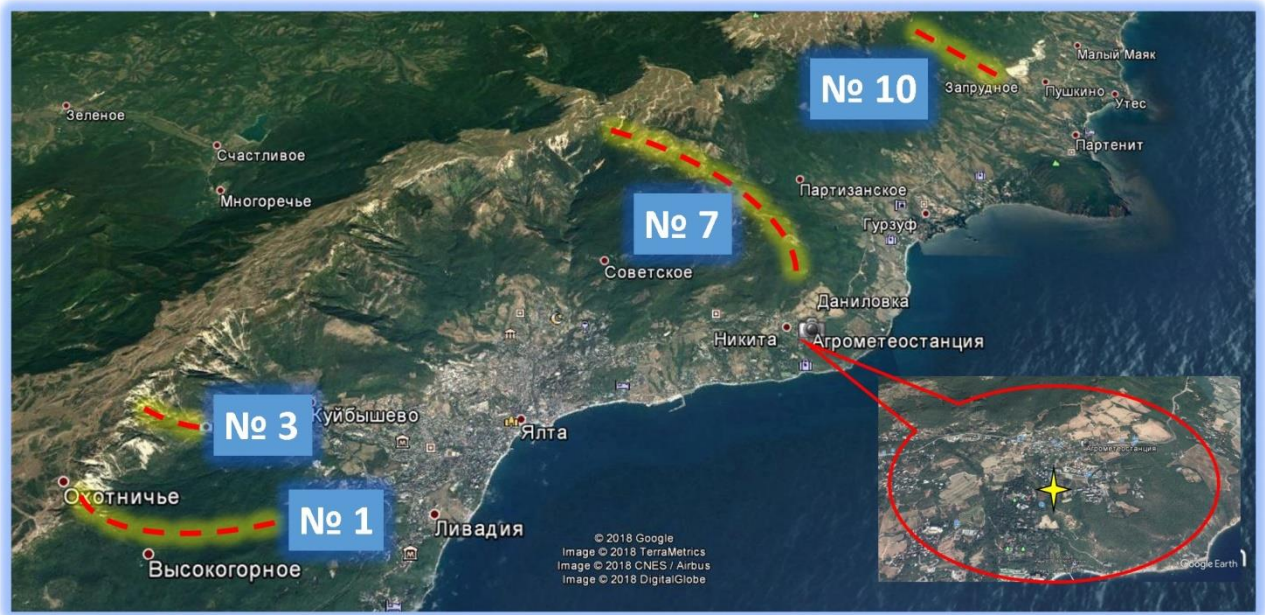 Малый Маяк
№ 10
Запрудное
Пушкино
Утес
Зеленое
Партенит
Счастливое
Многоречье
Партизанское
№ 7
Гурзуф
Советское
Даниловка
Никита
Агрометеостанция
№ 3
Куйбышево
Ялта
Агрометеостанция
Охотничье
№ 1
Ливадия
Высокогорное
© 2018 Google
Image © 2018 TerraMetrics
Image © 2018 CNES / Airbus
Image © 2018 DigitalGlobe
Google Earth